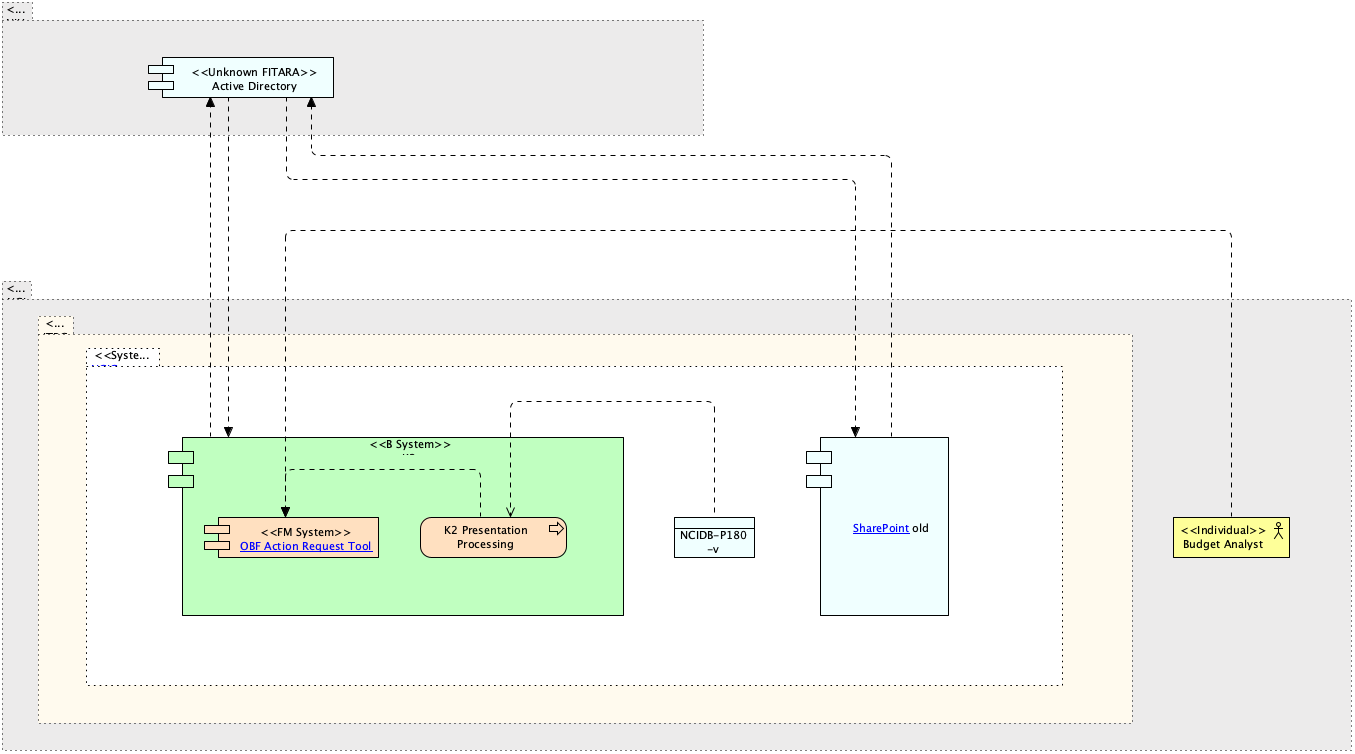 <...
<<Unknown FITARA>>
Active Directory
<...
<...
<<Syste...
<<B System>>
<<FM System>>
OBF Action Request Tool
K2 Presentation
Processing
NCIDB-P180
-v
SharePoint old
<<Individual>>
Budget Analyst